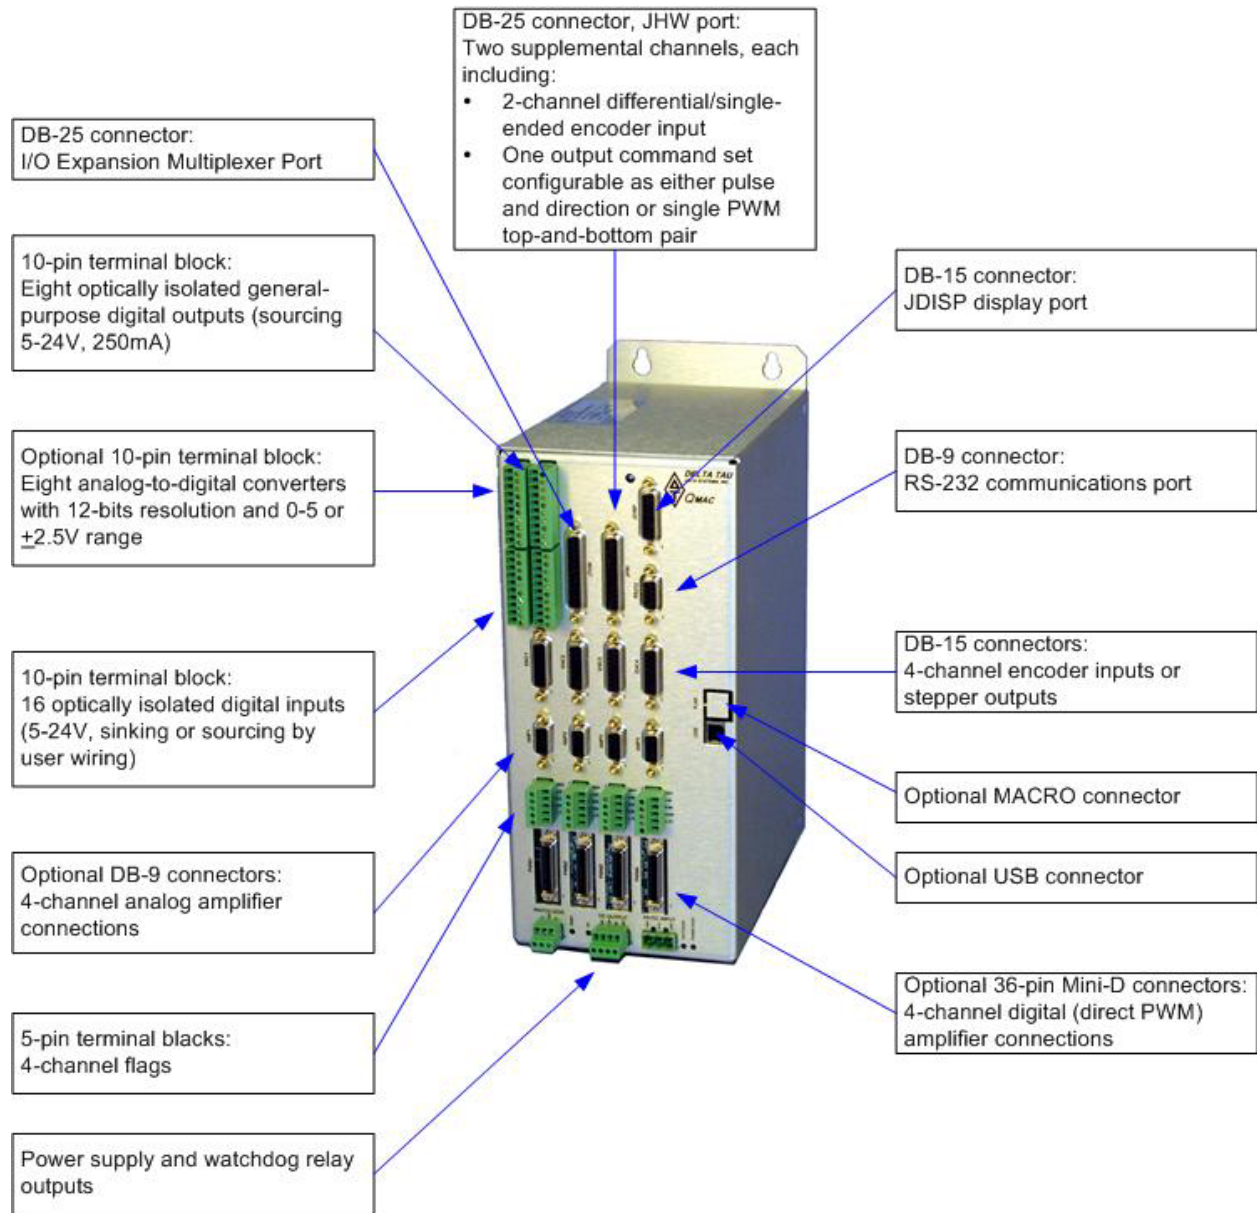 DB-25 connector, JHW port:
Two supplemental channels, each
including:
• 2-channel differential/single-
ended encoder input
• One output command set
configurable as either pulse
and direction or single PWM
top-and-bottom pair
DB-25 connector:
I/O Expansion Multiplexer Port
10-pin terminal block:
Eight optically isolated general-
purpose digital outputs (sourcing
5-24V, 250mA)
Optional 10-pin terminal block:
Eight analog-to-digital converters
with 12-bits resolution and 0-5 or
±2.5V range
10-pin terminal block:
16 optically isolated digital inputs
(5-24V, sinking or sourcing by
user wiring)
Optional DB-9 connectors:
4-channel analog amplifier
connections
5-pin terminal blacks:
4-channel flags
Power supply and watchdog relay
outputs
DELTA TAU
QMAC
DB-15 connector:
JDISP display port
DB-9 connector:
RS-232 communications port
DB-15 connectors:
4-channel encoder inputs or
stepper outputs
Optional MACRO connector
Optional USB connector
Optional 36-pin Mini-D connectors:
4-channel digital (direct PWM)
amplifier connections